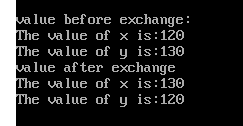 value before exchange:
The value of x is:120
The value of y is:130
value after exchange
The value of x is:130
The value of y is:120